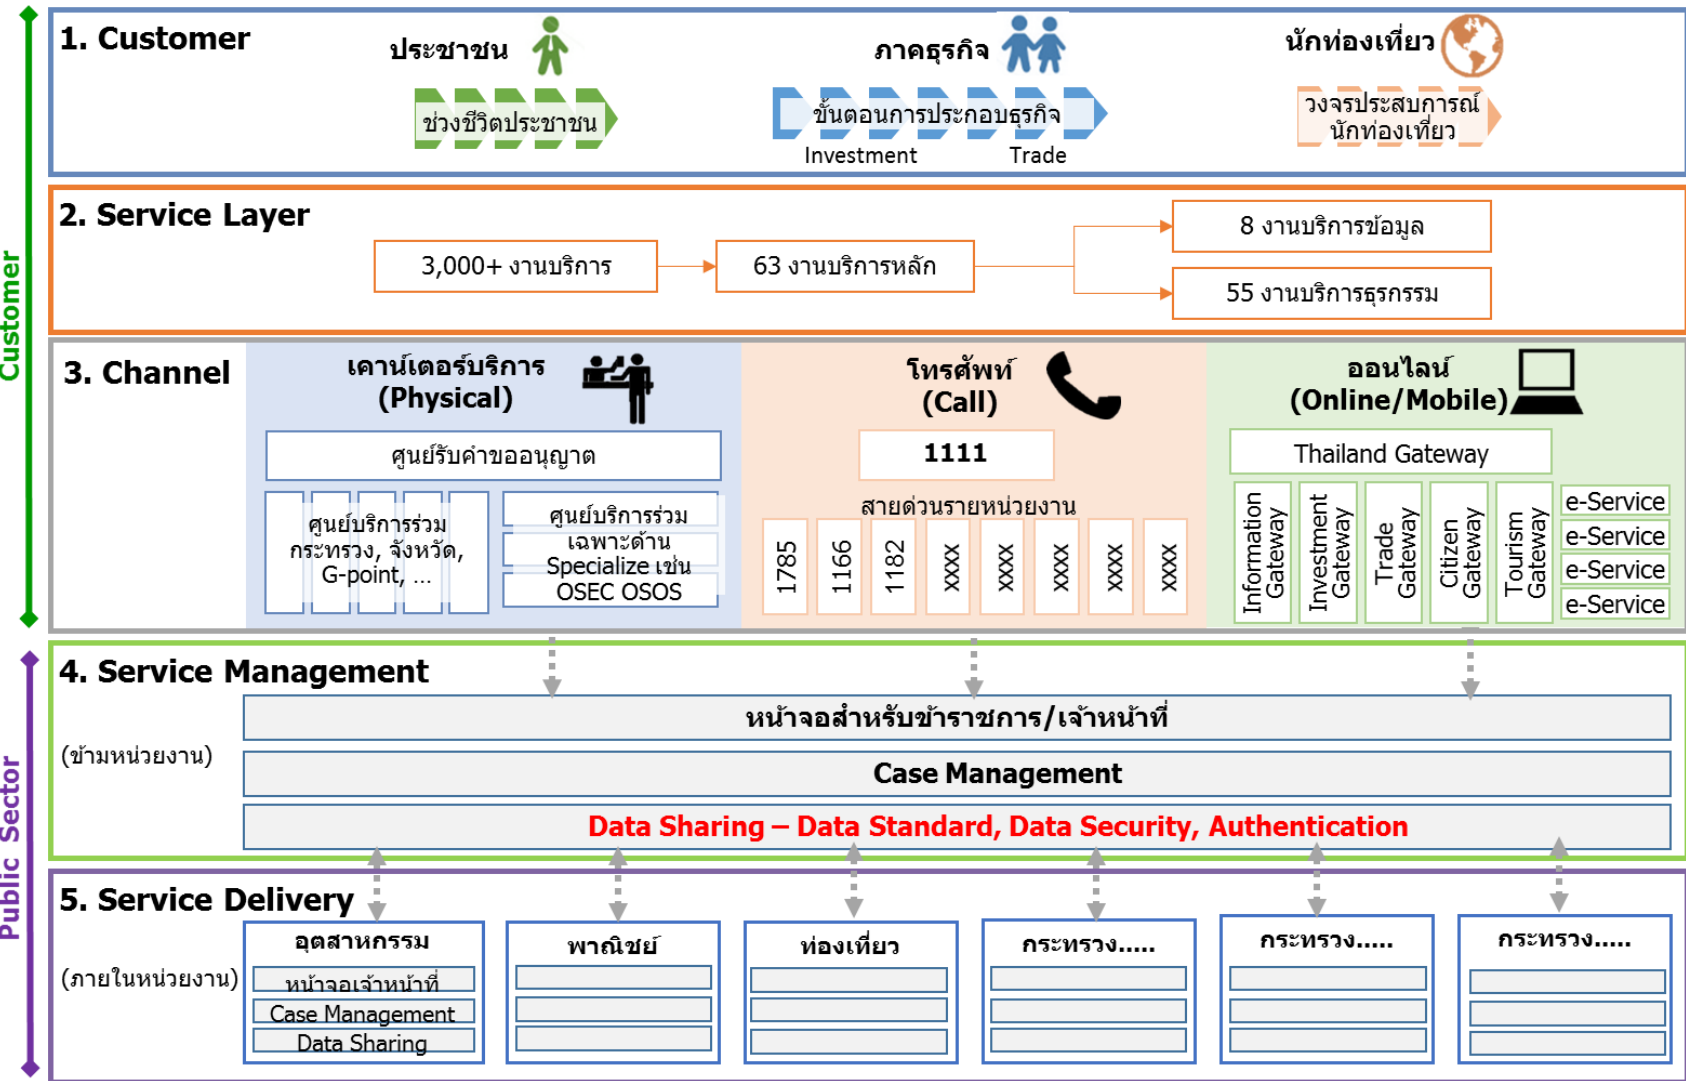 1. Customer
ประชาชน
ภาคธุรกิจ
นักท่องเที่ยว
ช่วงชีวิตประชาชน
ขั้นตอนการประกอบธุรกิจ
Investment
Trade
วงจรประสบการณ์
นักท่องเที่ยว
2. Service Layer
3,000+ งานบริการ
63 งานบริการหลัก
8 งานบริการข้อมูล
55 งานบริการธุรกรรม
Customer
3. Channel
เคาน์เตอร์บริการ
(Physical)
ศูนย์รับคำขออนุญาต
ศูนย์บริการร่วม
กระทรวง, จังหวัด,
G-point, ...
ศูนย์บริการร่วม
เฉพาะด้าน
Specialize เช่น
OSEC OSOS
โทรศัพท์
(Call)
1111
สายด่วนรายหน่วยงาน
1785
1166
1182
xxxx
xxxx
xxxx
xxxx
xxxx
ออนไลน์
(Online/Mobile)
Thailand Gateway
Information
Gateway
Investment
Gateway
Trade
Gateway
Citizen
Gateway
Tourism
Gateway
e-Service
e-Service
e-Service
e-Service
Public Sector
4. Service Management
(ข้ามหน่วยงาน)
หน้าจอสำหรับข้าราชการ/เจ้าหน้าที่
Case Management
Data Sharing – Data Standard, Data Security, Authentication
5. Service Delivery
(ภายในหน่วยงาน)
อุตสาหกรรม
หน้าจอเจ้าหน้าที่
Case Management
Data Sharing
พาณิชย์
ท่องเที่ยว
กระทรวง.....
กระทรวง.....
กระทรวง.....